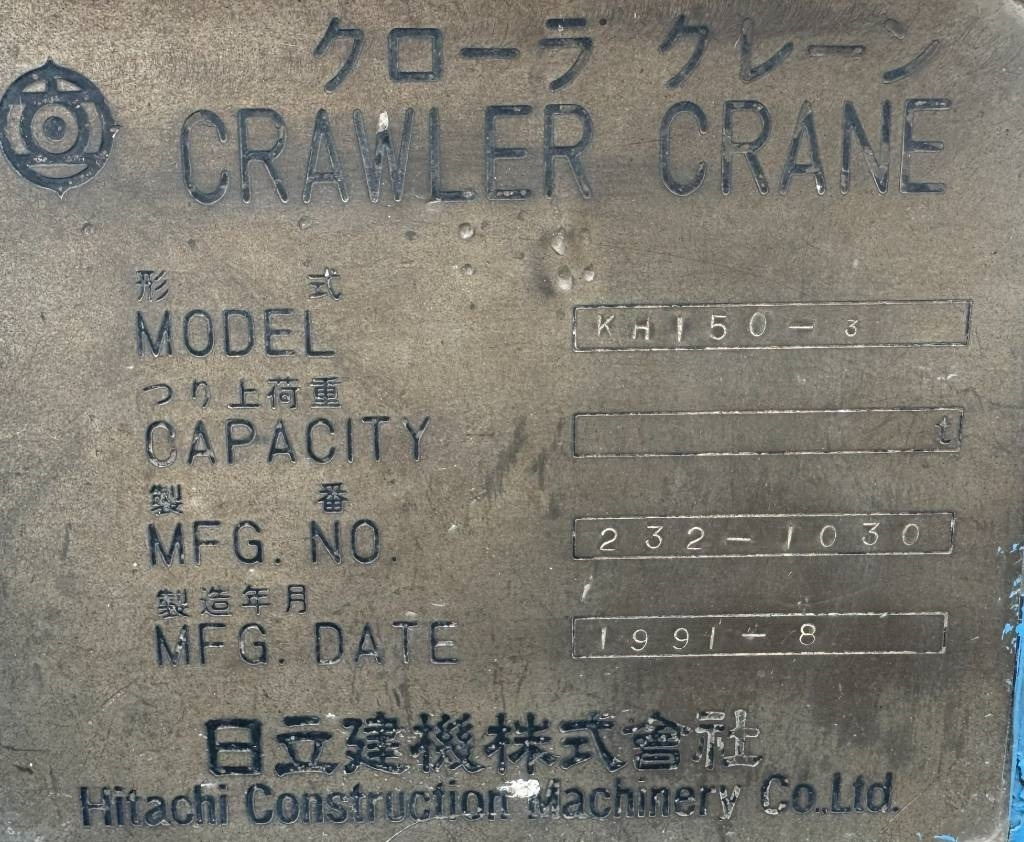 クローラ クレーン
CRAWLER CRANE
形 式
MODEL KH150-3
つり上荷重
CAPACITY t
製 番
MFG. NO. 232-1030
製造年月
MFG. DATE 1991-8
日立建機株式會社
Hitachi Construction Machinery Co.,Ltd.